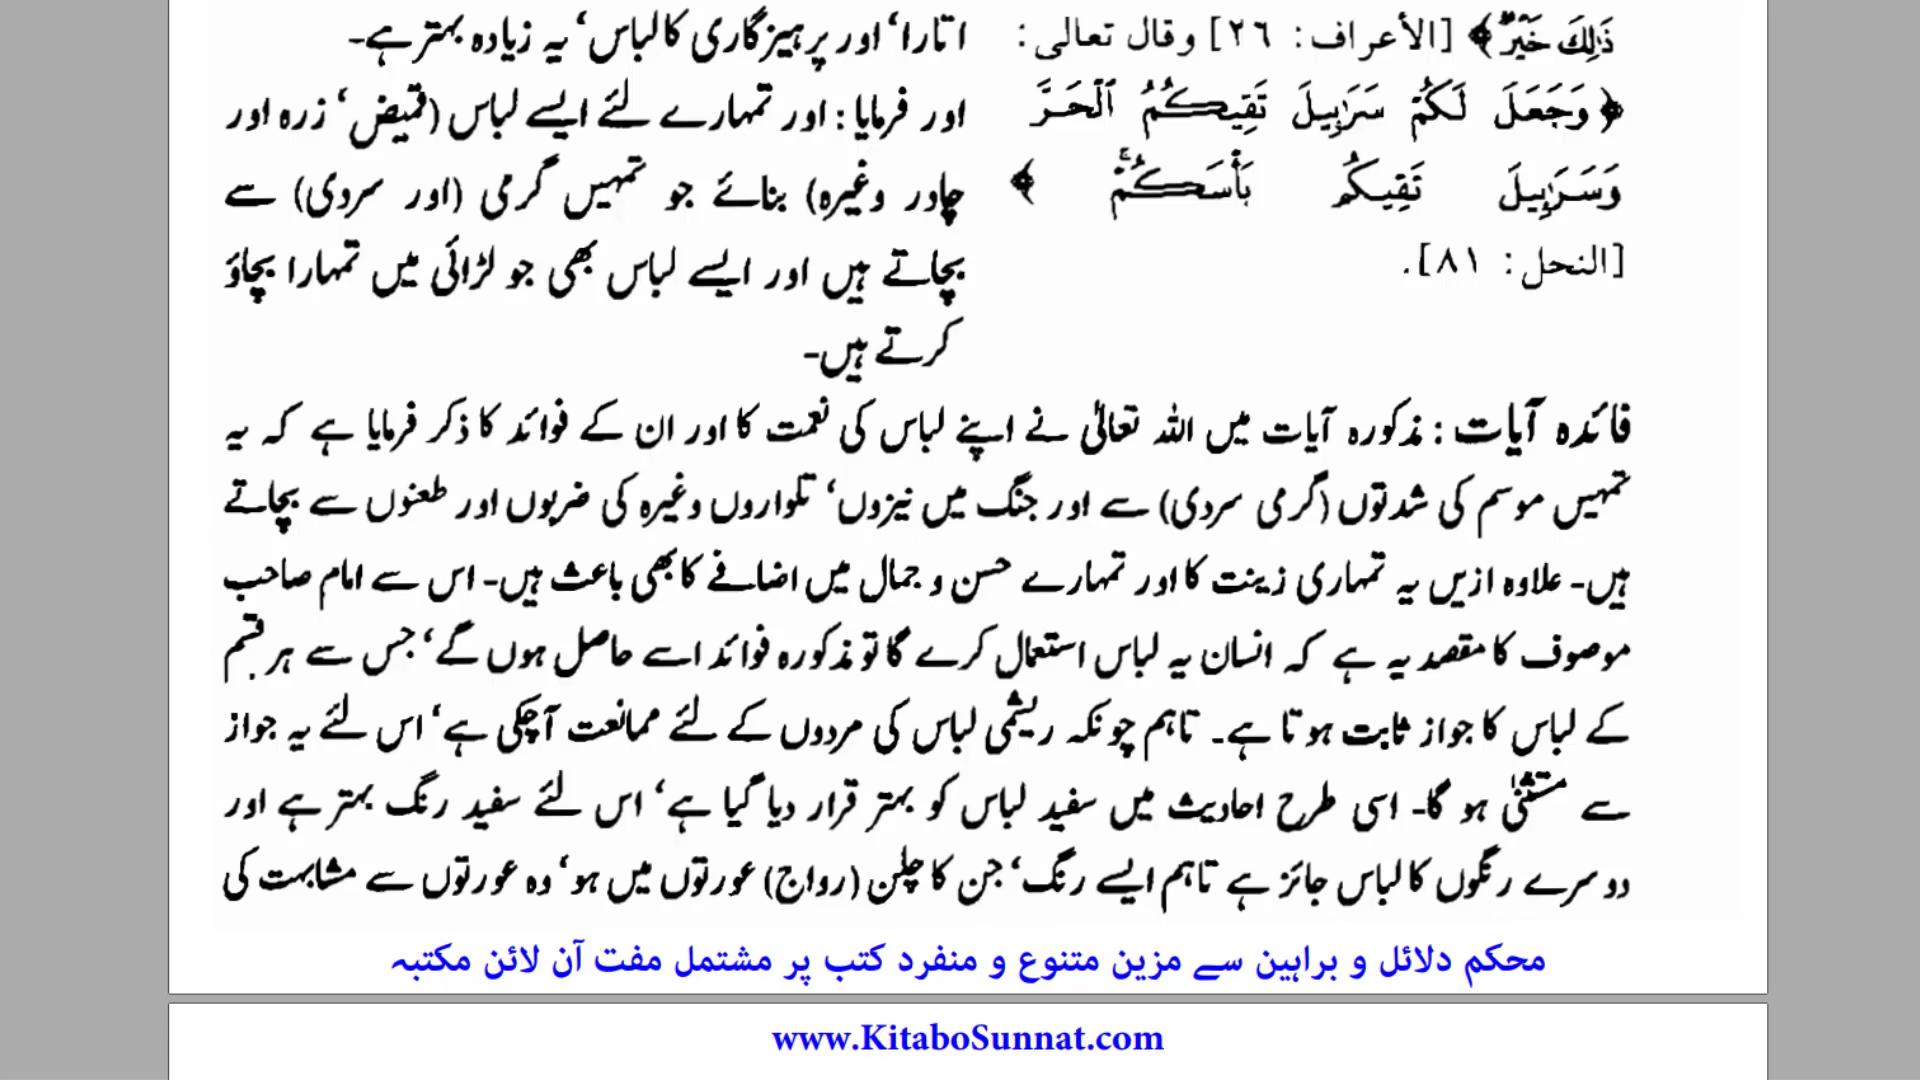 ذَٰلِكَ خَيْرٌ﴾ [الأعراف: ٢٦] وقال تعالى:
﴿وَجَعَلَ لَكُمْ سَرَٰبِيلَ تَقِيكُمُ ٱلْحَرَّ
وَسَرَٰبِيلَ تَقِيكُم بَأْسَكُمْۚ﴾
[النحل: ٨١].
اتارا‘ اور پرہیزگاری کا لباس‘ یہ زیادہ بہتر ہے-
اور فرمایا : اور تمہارے لئے ایسے لباس (قمیض‘ زرہ اور
چادر وغیرہ) بنائے جو تمہیں گرمی (اور سردی) سے
بچاتے ہیں اور ایسے لباس بھی جو لڑائی میں تمہارا بچاؤ
کرتے ہیں-
فائدہ آیات : مذکورہ آیات میں اللہ تعالیٰ نے اپنے لباس کی نعمت کا اور ان کے فوائد کا ذکر فرمایا ہے کہ یہ
تمہیں موسم کی شدتوں (گرمی سردی) سے اور جنگ میں نیزوں‘ تلواروں وغیرہ کی ضربوں اور طعنوں سے بچاتے
ہیں- علاوہ ازیں یہ تمہاری زینت کا اور تمہارے حسن و جمال میں اضافے کا بھی باعث ہیں- اس سے امام صاحب
موصوف کا مقصد یہ ہے کہ انسان یہ لباس استعمال کرے گا تو مذکورہ فوائد اسے حاصل ہوں گے‘ جس سے ہر قسم
کے لباس کا جواز ثابت ہوتا ہے۔ تاہم چونکہ ریشمی لباس کی مردوں کے لئے ممانعت آچکی ہے‘ اس لئے یہ جواز
سے مستثنیٰ ہو گا- اسی طرح احادیث میں سفید لباس کو بہتر قرار دیا گیا ہے‘ اس لئے سفید رنگ بہتر ہے اور
دوسرے رنگوں کا لباس جائز ہے تاہم ایسے رنگ‘ جن کا چلن (رواج) عورتوں میں ہو‘ وہ عورتوں سے مشابہت کی
محکم دلائل و براہین سے مزین متنوع و منفرد کتب پر مشتمل مفت آن لائن مکتبہ
www.KitaboSunnat.com